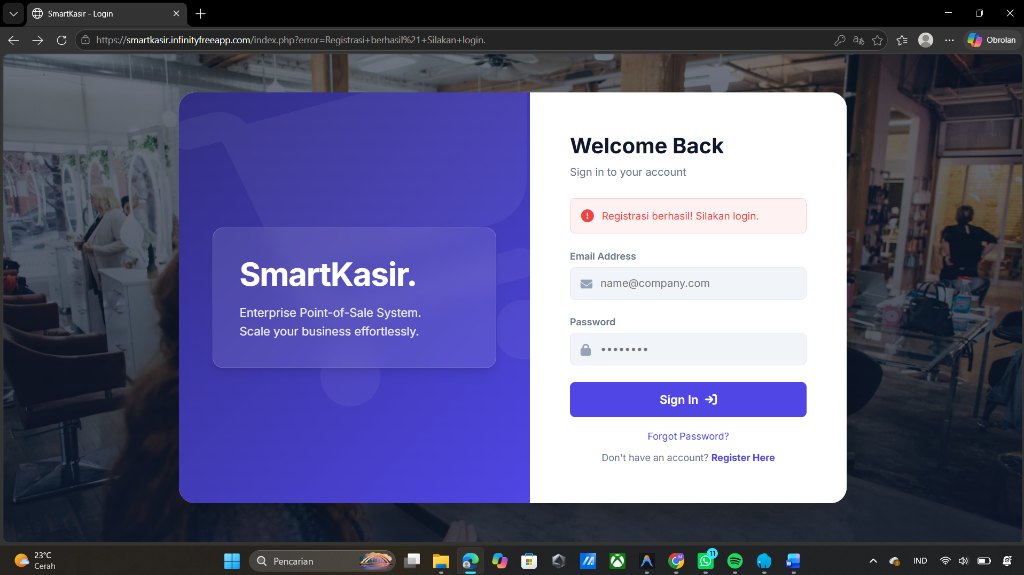 SmartKasir - Login
https://smartkasir.infinityfreeapp.com/index.php?error=Registrasi+berhasil%21+Silakan+login.
Obrolan
SmartKasir.
Enterprise Point-of-Sale System.
Scale your business effortlessly.
Welcome Back
Sign in to your account
Registrasi berhasil! Silakan login.
Email Address
name@company.com
Password
Sign In
Forgot Password?
Don't have an account? Register Here
23°C
Cerah
Pencarian
11
IND